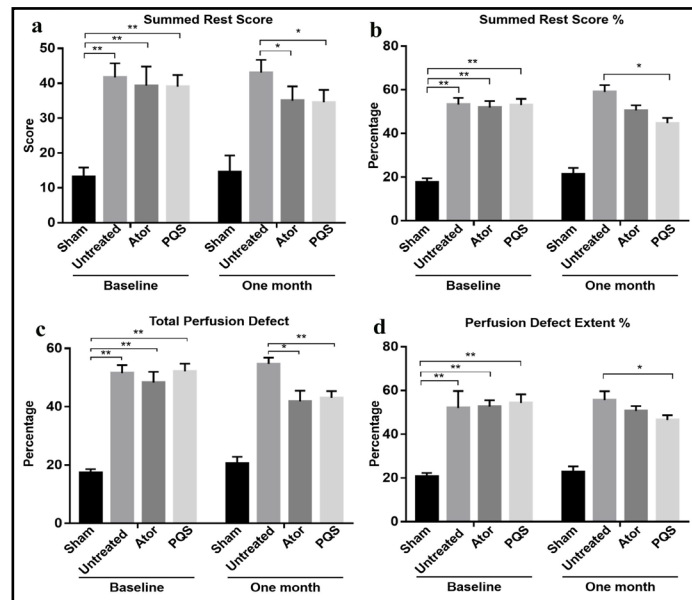 a
Summed Rest Score
Score
50
40
30
20
10
0
**
**
**
*
*
Sham
Untreated
Ator
PQS
Sham
Untreated
Ator
PQS
Baseline
One month
b
Summed Rest Score %
Percentage
80
60
40
20
0
**
**
**
*
Sham
Untreated
Ator
PQS
Sham
Untreated
Ator
PQS
Baseline
One month
c
Total Perfusion Defect
Percentage
60
40
20
0
**
**
**
**
*
Sham
Untreated
Ator
PQS
Sham
Untreated
Ator
PQS
Baseline
One month
d
Perfusion Defect Extent %
Percentage
80
60
40
20
0
**
**
**
*
Sham
Untreated
Ator
PQS
Sham
Untreated
Ator
PQS
Baseline
One month